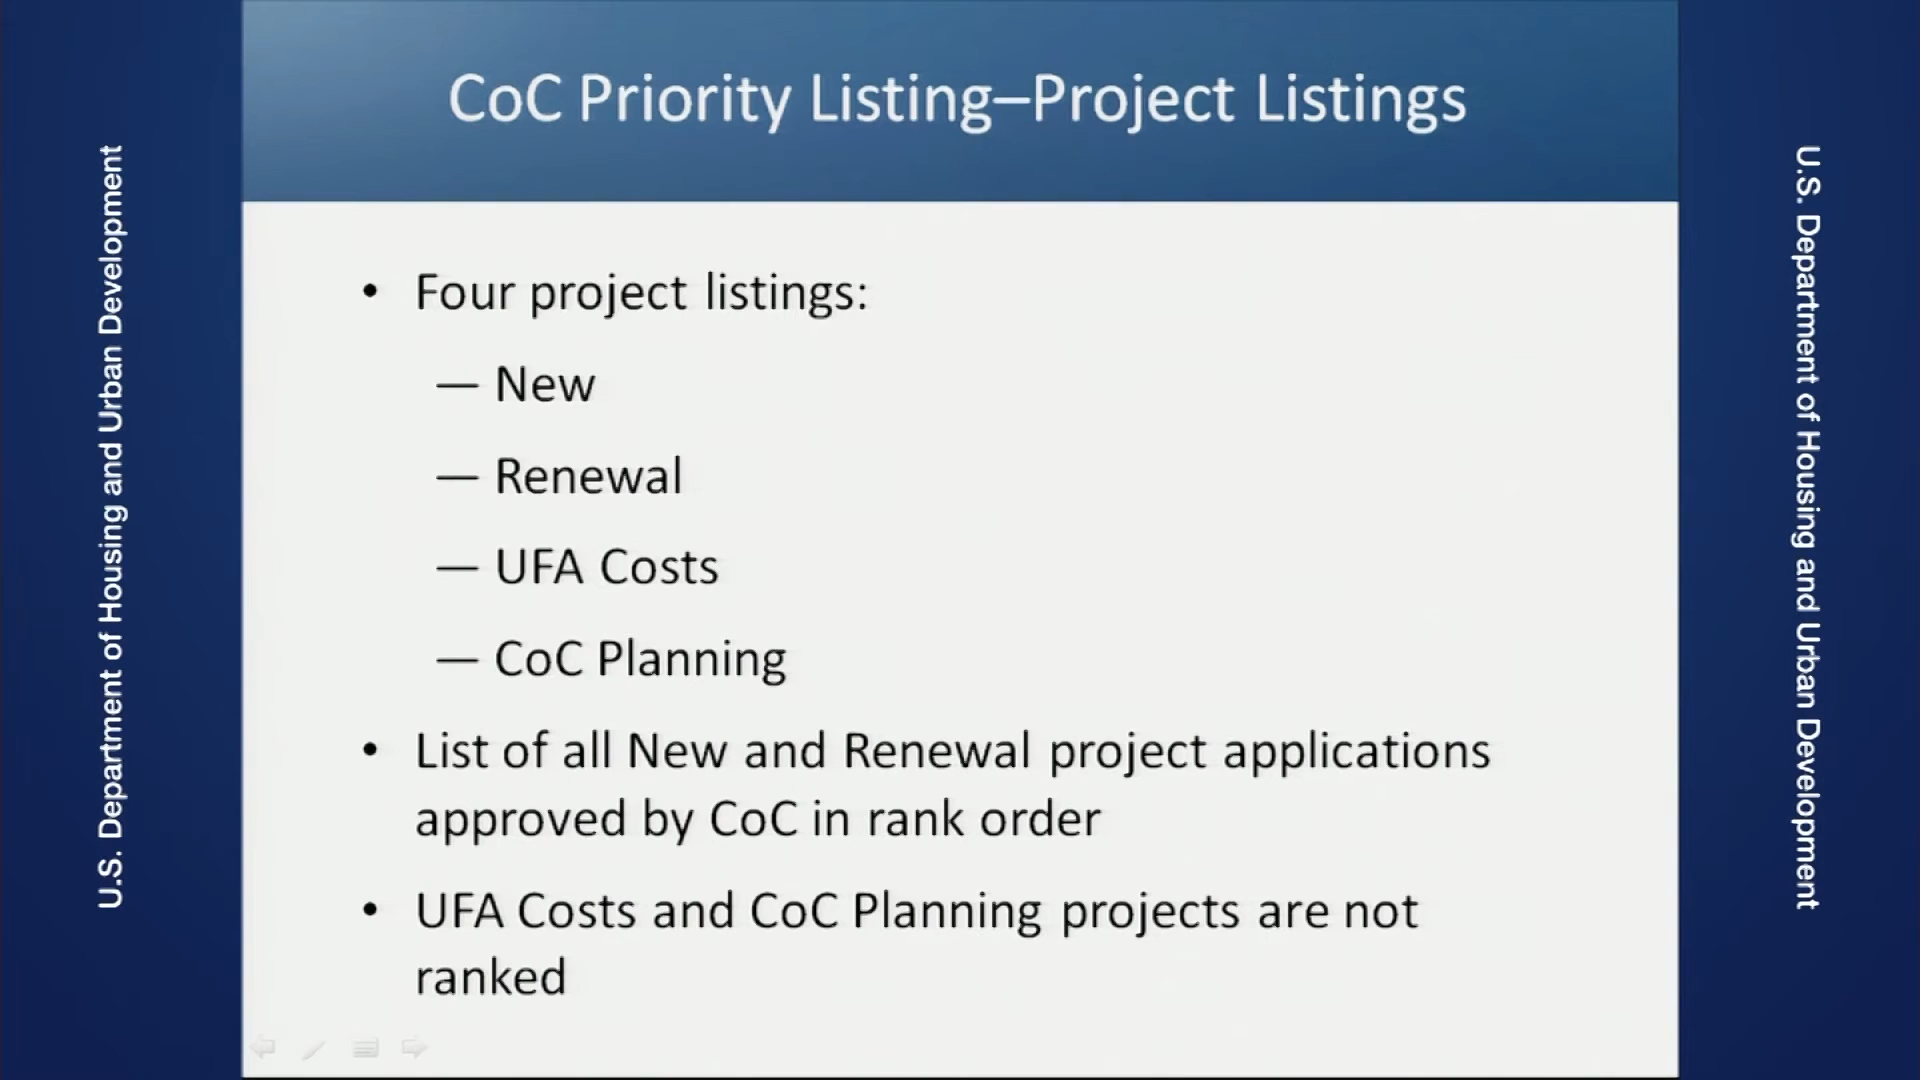 CoC Priority Listing–Project Listings
• Four project listings:
— New
— Renewal
— UFA Costs
— CoC Planning
• List of all New and Renewal project applications
approved by CoC in rank order
• UFA Costs and CoC Planning projects are not
ranked
U.S. Department of Housing and Urban Development
U.S. Department of Housing and Urban Development